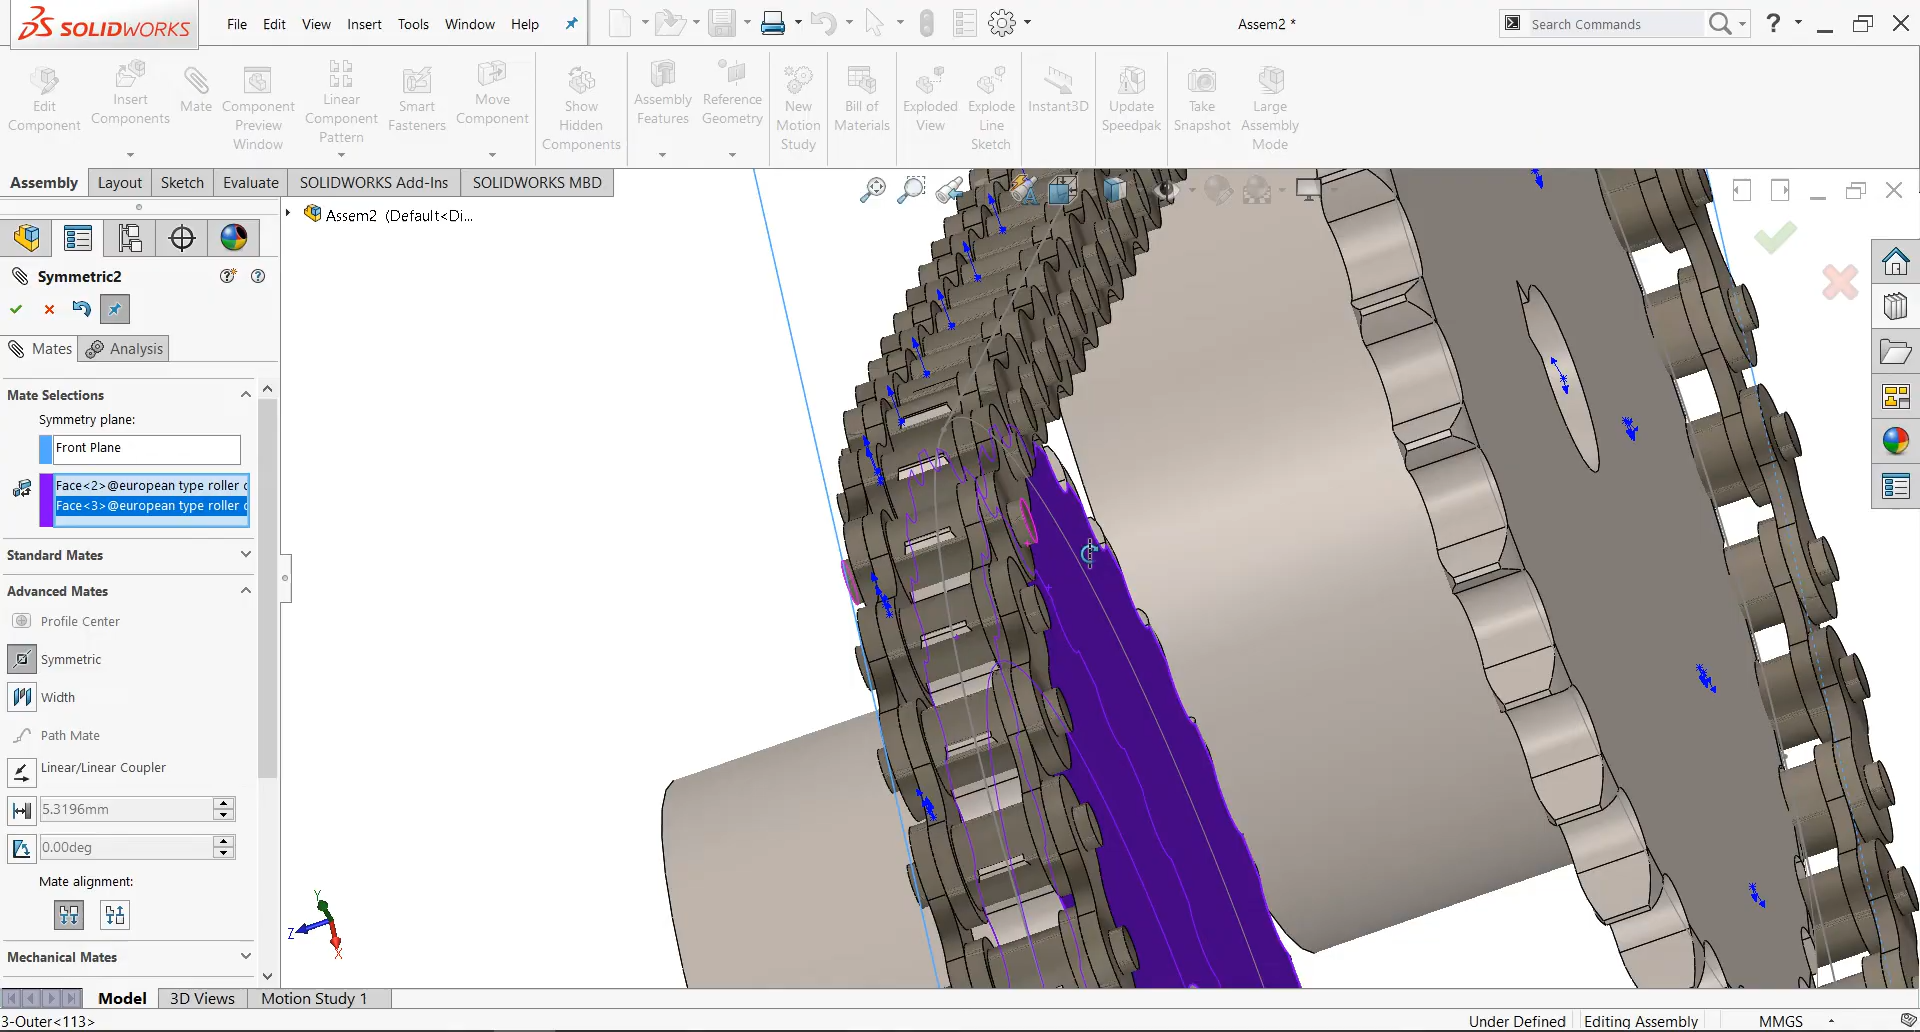 SOLIDWORKS
File Edit View Insert Tools Window Help
Assem2 *
Search Commands
?
Edit Component
Insert Components
Mate
Component Preview Window
Linear Component Pattern
Smart Fasteners
Move Component
Show Hidden Components
Assembly Features
Reference Geometry
New Motion Study
Bill of Materials
Exploded View
Explode Line Sketch
Instant3D
Update Speedpak
Take Snapshot
Large Assembly Mode
Assembly Layout Sketch Evaluate SOLIDWORKS Add-Ins SOLIDWORKS MBD
Assem2 (Default<Di...
Symmetric2
Mates Analysis
Mate Selections
Symmetry plane:
Front Plane
Face<2>@european type roller c
Face<3>@european type roller c
Standard Mates
Advanced Mates
Profile Center
Symmetric
Width
Path Mate
Linear/Linear Coupler
5.3196mm
0.00deg
Mate alignment:
Mechanical Mates
Y
Z
X
Model 3D Views Motion Study 1
3-Outer<113>
Under Defined Editing Assembly MMGS